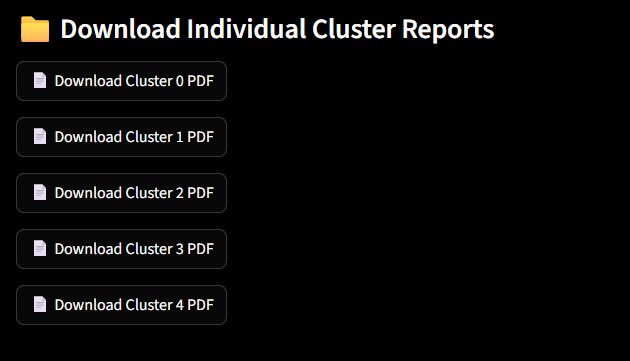 Download Individual Cluster Reports
Download Cluster 0 PDF
Download Cluster 1 PDF
Download Cluster 2 PDF
Download Cluster 3 PDF
Download Cluster 4 PDF